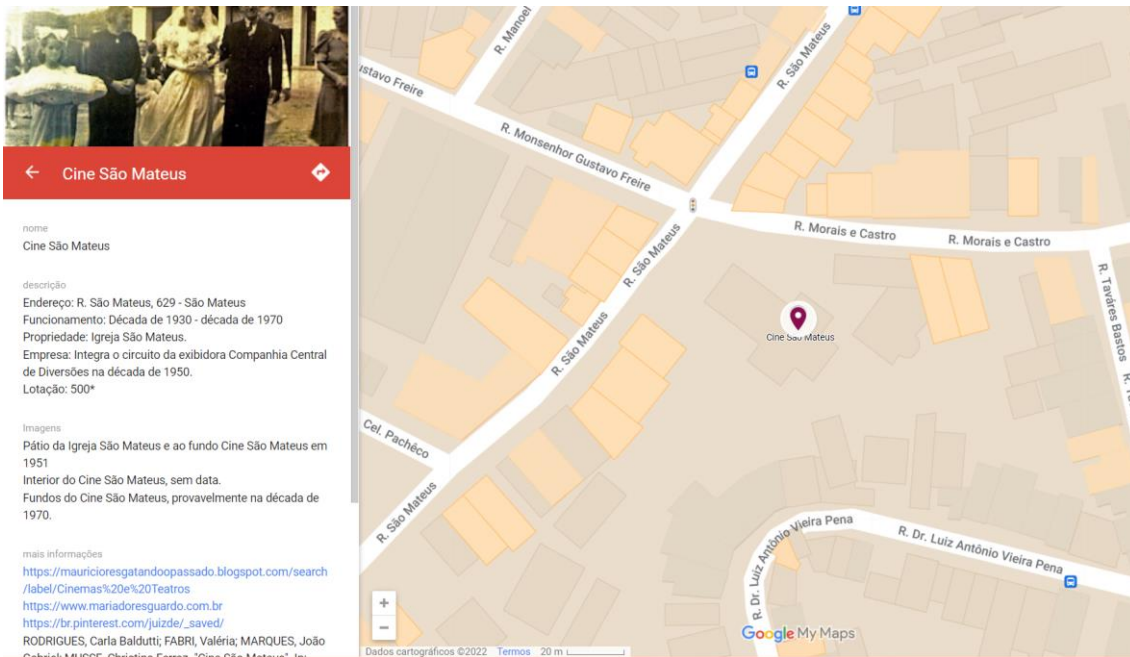 Cine São Mateus
nome
Cine São Mateus
descrição
Endereço: R. São Mateus, 629 - São Mateus
Funcionamento: Década de 1930 - década de 1970
Propriedade: Igreja São Mateus.
Empresa: Integra o circuito da exibidora Companhia Central
de Diversões na década de 1950.
Lotação: 500*
Imagens
Pátio da Igreja São Mateus e ao fundo Cine São Mateus em
1951
Interior do Cine São Mateus, sem data.
Fundos do Cine São Mateus, provavelmente na década de
1970.
mais informações
https://mauricioresgatandoopassado.blogspot.com/search
/label/Cinemas%20e%20Teatros
https://www.mariadoresguardo.com.br
https://br.pinterest.com/juizde/_saved/
RODRIGUES, Carla Baldutti; FABRI, Valéria; MARQUES, João
R. Manoel
Gustavo Freire
R. São Mateus
R. Monsenhor Gustavo Freire
R. Morais e Castro
R. Morais e Castro
R. São Mateus
R. Tavares Bastos
Cine São Mateus
R. São Mateus
Cel. Pachêco
R. São Mateus
R. Dr. Luiz Antônio Vieira Pena
R. Dr. Luiz Antônio Vieira Pena
+
−
Google My Maps
Dados cartográficos ©2022 Termos 20 m